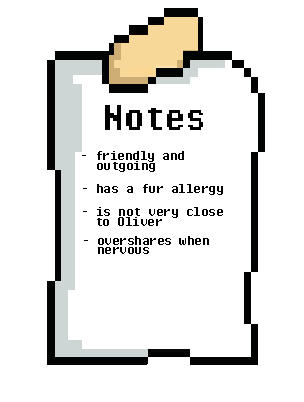 Notes
- friendly and
outgoing
- has a fur allergy
- is not very close
to Oliver
- overshares when
nervous